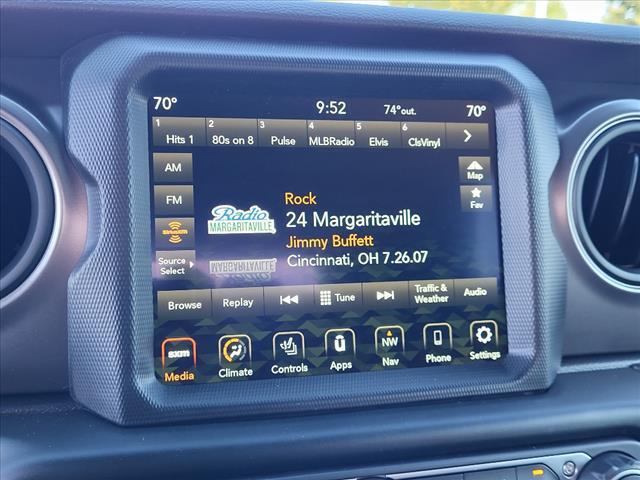 70° 9:52 74°out. 70°
1 Hits 1 2 80s on 8 3 Pulse 4 MLBRadio 5 Elvis 6 ClsVinyl
AM
Map
FM
Fav
Rock
Radio
MARGARITAVILLE
24 Margaritaville
SiriusXM
Jimmy Buffett
Source
Select
Cincinnati, OH 7.26.07
MARGARITAVILLE
Browse Replay Tune Traffic & Weather Audio
sxm NW
Media Climate Controls Apps Nav Phone Settings